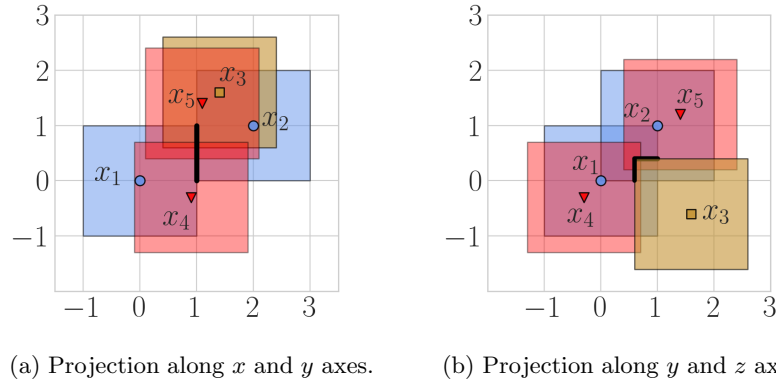 3
2
1
0
−1
−1 0 1 2 3
x₁
x₂
x₃
x₄
x₅
3
2
1
0
−1
−1 0 1 2 3
x₁
x₂
x₃
x₄
x₅
(a) Projection along x and y axes.
(b) Projection along y and z ax